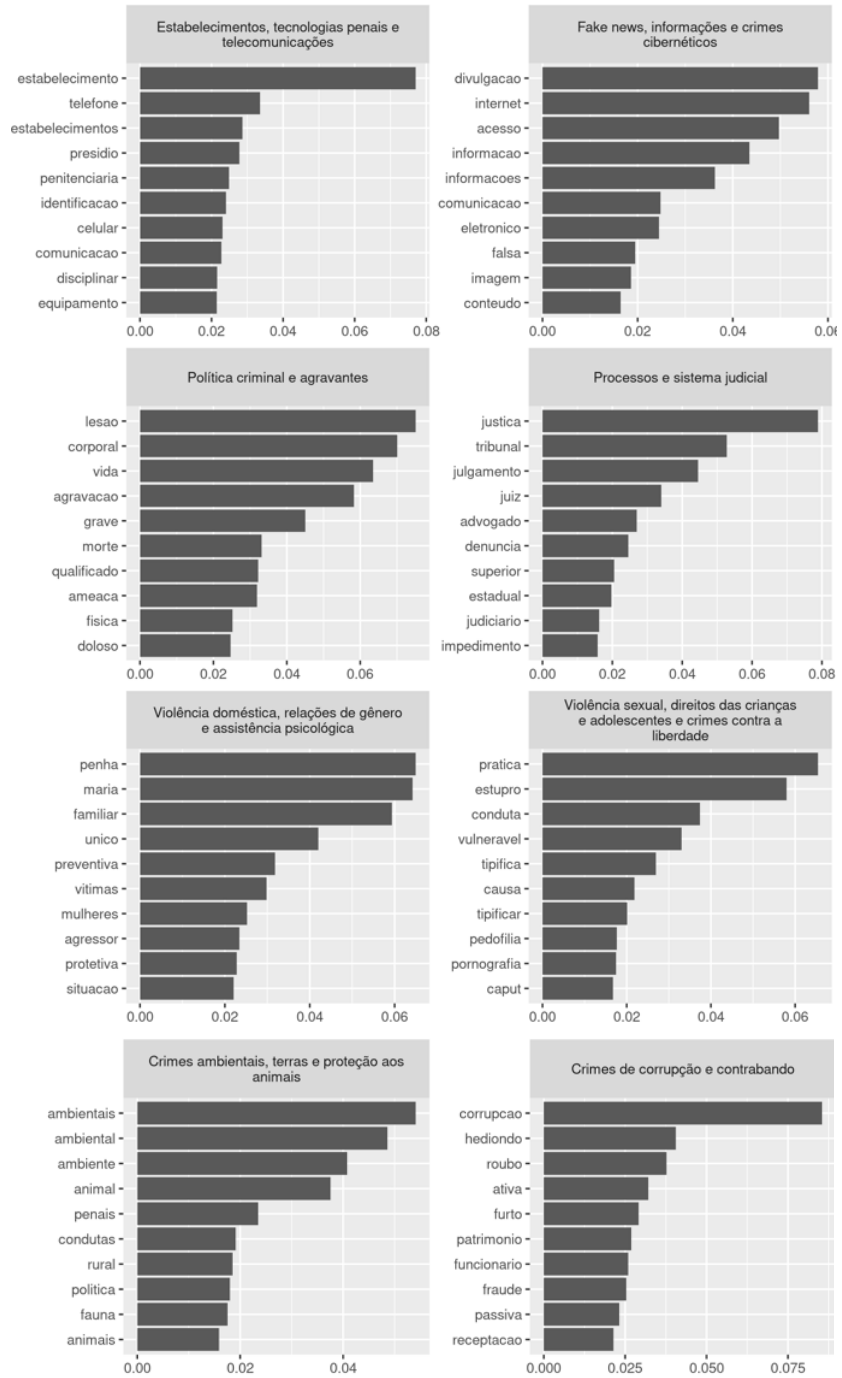 Estabelecimentos, tecnologias penais e
telecomunicações
estabelecimento
telefone
estabelecimentos
presidio
penitenciaria
identificacao
celular
comunicacao
disciplinar
equipamento
0.00 0.02 0.04 0.06 0.08
Fake news, informações e crimes
cibernéticos
divulgacao
internet
acesso
informacao
informacoes
comunicacao
eletronico
falsa
imagem
conteudo
0.00 0.02 0.04 0.0
Política criminal e agravantes
lesao
corporal
vida
agravacao
grave
morte
qualificado
ameaca
fisica
doloso
0.00 0.02 0.04 0.06
Processos e sistema judicial
justica
tribunal
julgamento
juiz
advogado
denuncia
superior
estadual
judiciario
impedimento
0.00 0.02 0.04 0.06 0.08
Violência doméstica, relações de gênero
e assistência psicológica
penha
maria
familiar
unico
preventiva
vitimas
mulheres
agressor
protetiva
situacao
0.00 0.02 0.04 0.06
Violência sexual, direitos das crianças
e adolescentes e crimes contra a
liberdade
pratica
estupro
conduta
vulneravel
tipifica
causa
tipificar
pedofilia
pornografia
caput
0.00 0.02 0.04 0.06
Crimes ambientais, terras e proteção aos
animais
ambientais
ambiental
ambiente
animal
penais
condutas
rural
politica
fauna
animais
0.00 0.02 0.04
Crimes de corrupção e contrabando
corrupcao
hediondo
roubo
ativa
furto
patrimonio
funcionario
fraude
passiva
receptacao
0.000 0.025 0.050 0.075